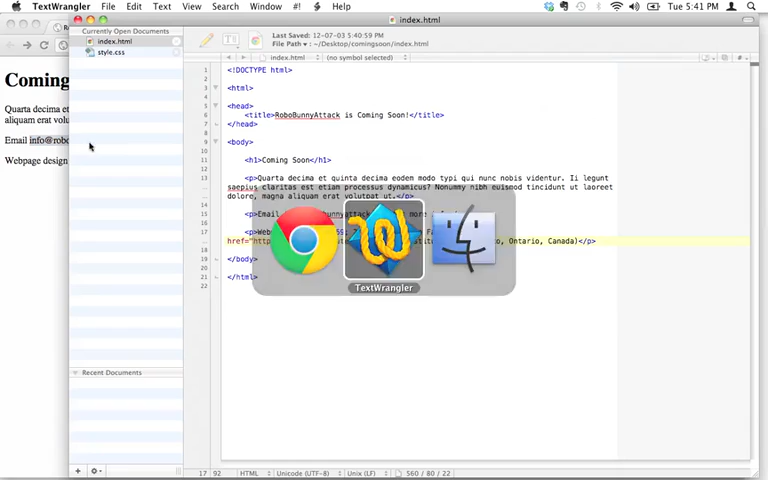 TextWrangler File Edit Text View Search Window #! Help
Tue 5:41 PM
index.html
Currently Open Documents
index.html
style.css
Last Saved: 12-07-03 5:40:59 PM
File Path ▾ : ~/Desktop/comingsoon/index.html
index.html
(no symbol selected)
Coming
Quarta decima et
aliquam erat volu
Email info@robo
Webpage design
1 <!DOCTYPE html>
2
3 <html>
4
5 <head>
6 <title>RoboBunnyAttack is Coming Soon!</title>
7 </head>
8
9 <body>
10
11 <h1>Coming Soon</h1>
12
13 <p>Quarta decima et quinta decima eodem modo typi qui nunc nobis videntur. Ii legunt
saepius claritas est etiam processus dynamicus? Nonummy nibh euismod tincidunt ut laoreet
dolore, magna aliquam erat volutpat ut.</p>
14
15 <p>Email
16
17 <p>We
href="http
, Ontario, Canada)</p>
18
19 </body>
20
21 </html>
22
TextWrangler
Recent Documents
17 92 HTML Unicode (UTF-8) Unix (LF) 560 / 80 / 22